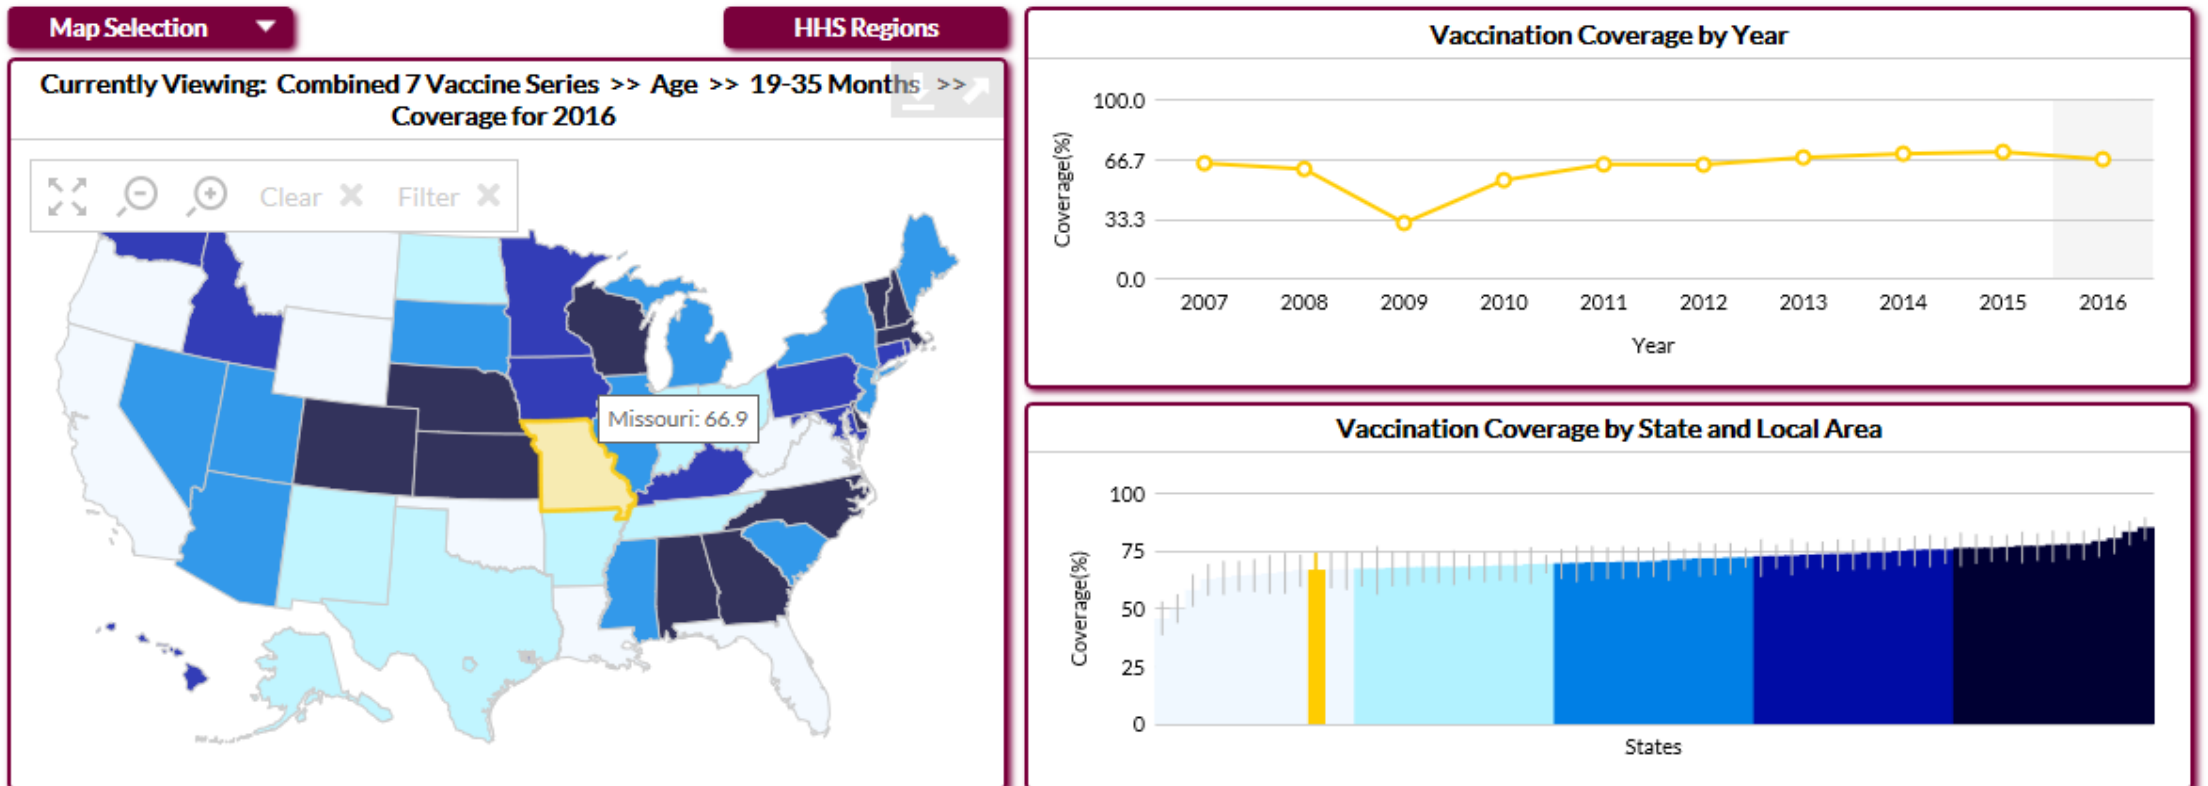 Map Selection
HHS Regions
Currently Viewing: Combined 7 Vaccine Series >> Age >> 19-35 Months >>
Coverage for 2016
Clear
Filter
Missouri: 66.9
Vaccination Coverage by Year
Coverage(%)
100.0
66.7
33.3
0.0
2007 2008 2009 2010 2011 2012 2013 2014 2015 2016
Year
Vaccination Coverage by State and Local Area
Coverage(%)
100
75
50
25
0
States